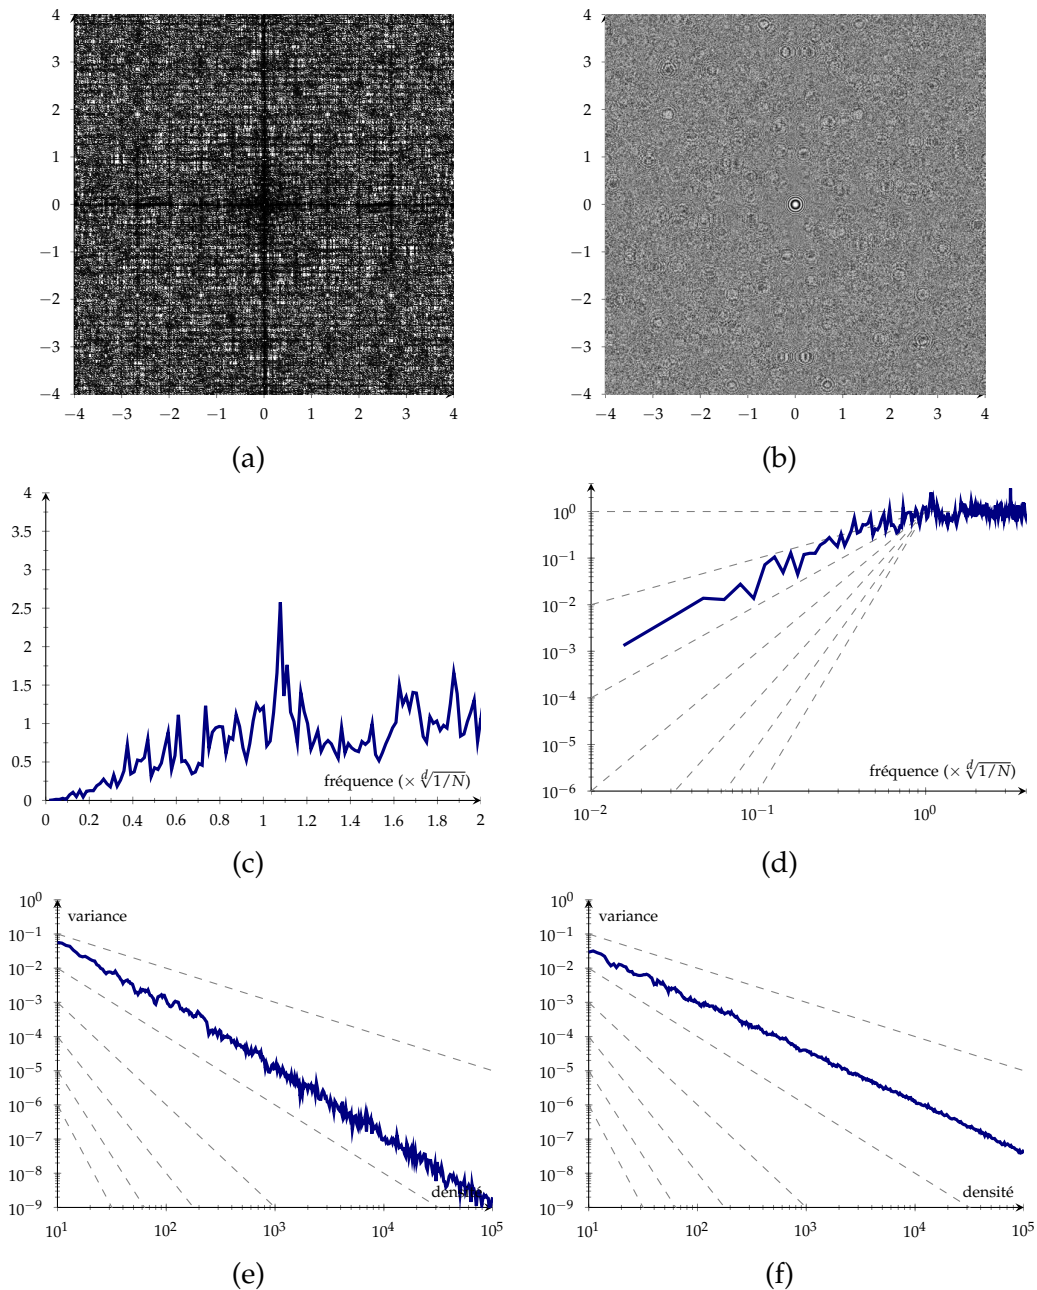 4 4
3 3
2 2
1 1
0 0
−1 −1
−2 −2
−3 −3
−4 −4
−4 −3 −2 −1 0 1 2 3 4 −4 −3 −2 −1 0 1 2 3 4
(a) (b)
4
3.5
3
2.5
2
1.5
1
0.5
0
fréquence (× ᵈ√1/N)
0 0.2 0.4 0.6 0.8 1 1.2 1.4 1.6 1.8 2
(c)
10⁰
10⁻¹
10⁻²
10⁻³
10⁻⁴
10⁻⁵
10⁻⁶
fréquence (× ᵈ√1/N)
10⁻² 10⁻¹ 10⁰
(d)
10⁰
variance
10⁻¹
10⁻²
10⁻³
10⁻⁴
10⁻⁵
10⁻⁶
10⁻⁷
10⁻⁸
densité
10⁻⁹
10¹ 10² 10³ 10⁴ 10⁵
(e)
10⁰
variance
10⁻¹
10⁻²
10⁻³
10⁻⁴
10⁻⁵
10⁻⁶
10⁻⁷
10⁻⁸
densité
10⁻⁹
10¹ 10² 10³ 10⁴ 10⁵
(f)